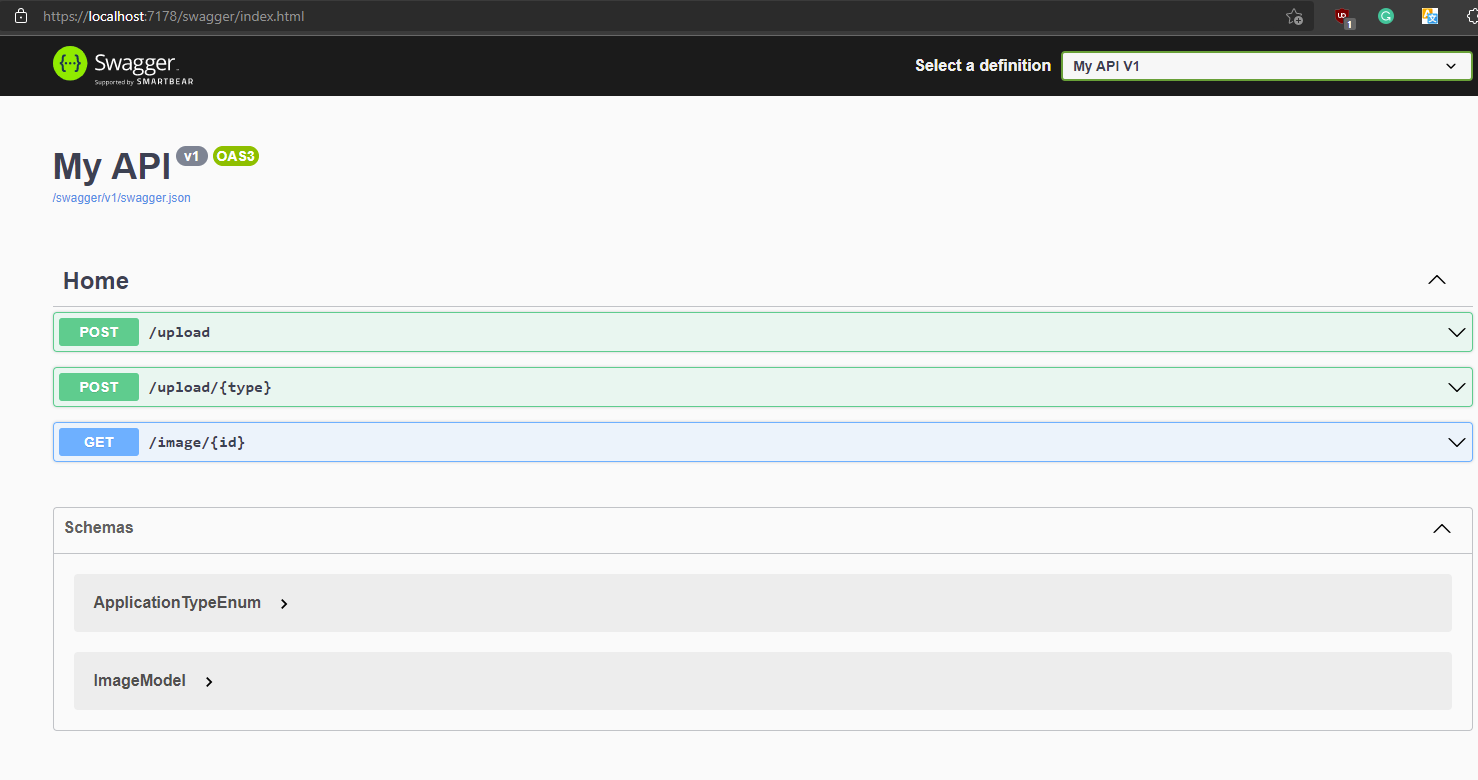 https://localhost:7178/swagger/index.html
UD
1
G
{···} Swagger.
Supported by SMARTBEAR
Select a definition
My API V1
My API v1 OAS3
/swagger/v1/swagger.json
Home
POST /upload
POST /upload/{type}
GET /image/{id}
Schemas
ApplicationTypeEnum
ImageModel